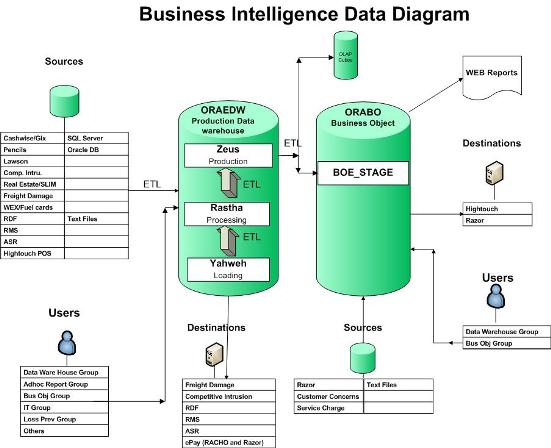 Business Intelligence Data Diagram
Sources
Cashwise/Gix SQL Server
Pencils Oracle DB
Lawson
Comp. Intru.
Real Estate/SLIM
Freight Damage
WEX/Fuel cards
RDF Text Files
RMS
ASR
Hightouch POS
ETL
ORAEDW
Production Data
warehouse
Zeus
Production
ETL
Rastha
Processing
ETL
Yahweh
Loading
ETL
OLAP
Cubes
ORABO
Business Object
BOE_STAGE
WEB Reports
Destinations
Hightouch
Razor
Users
Data Warehouse Group
Bus Obj Group
Users
Data Ware House Group
Adhoc Report Group
Bus Obj Group
IT Group
Loss Prev Group
Others
Destinations
Freight Damage
Competitive Intrusion
RDF
RMS
ASR
ePay (RACHO and Razor)
Sources
Razor Text Files
Customer Concerns
Service Charge